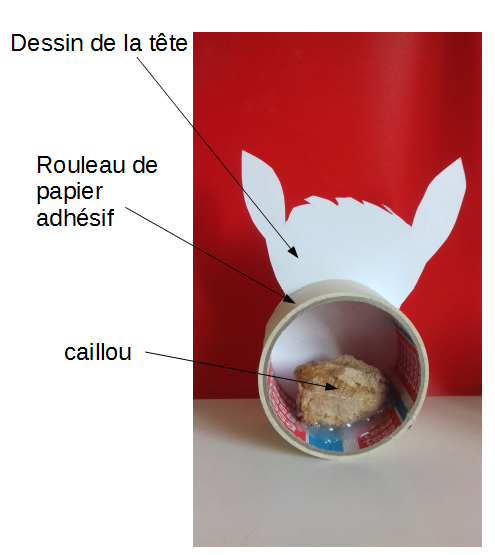 Dessin de la tête
Rouleau de
papier
adhésif
caillou